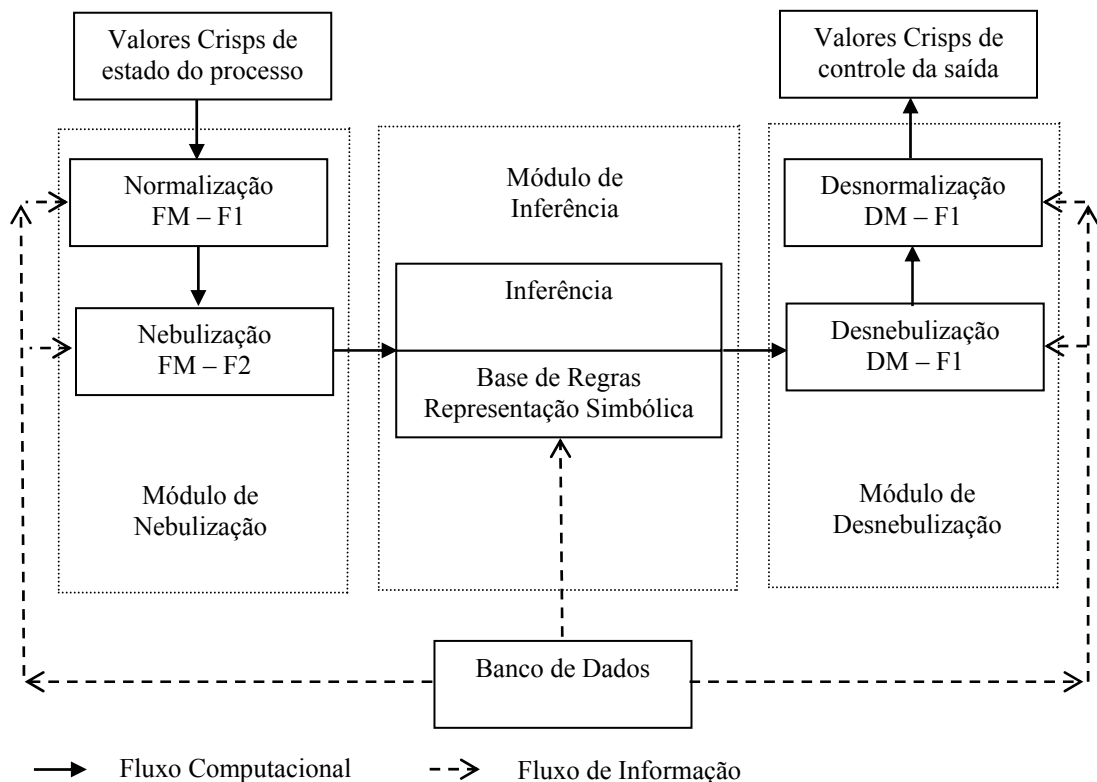 Valores Crisps de
estado do processo
Valores Crisps de
controle da saída
Normalização
FM – F1
Módulo de
Inferência
Desnormalização
DM – F1
Nebulização
FM – F2
Inferência
Base de Regras
Representação Simbólica
Desnebulização
DM – F1
Módulo de
Nebulização
Módulo de
Desnebulização
Banco de Dados
Fluxo Computacional
Fluxo de Informação